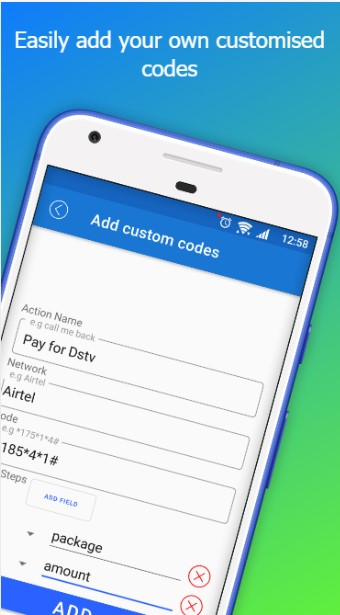 Easily add your own customised
codes
12:58
Add custom codes
Action Name
e.g call me back
Pay for Dstv
Network
e.g Airtel
Airtel
ode
e.g *175*1*4#
185*4*1#
Steps
ADD FIELD
package
amount
ADD